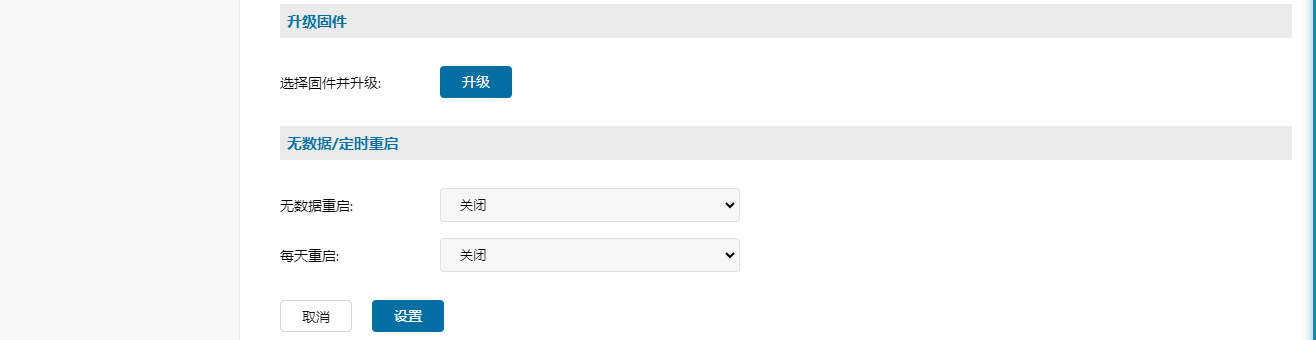 升级固件
选择固件并升级: 升级
无数据/定时重启
无数据重启: 关闭
每天重启: 关闭
取消 设置